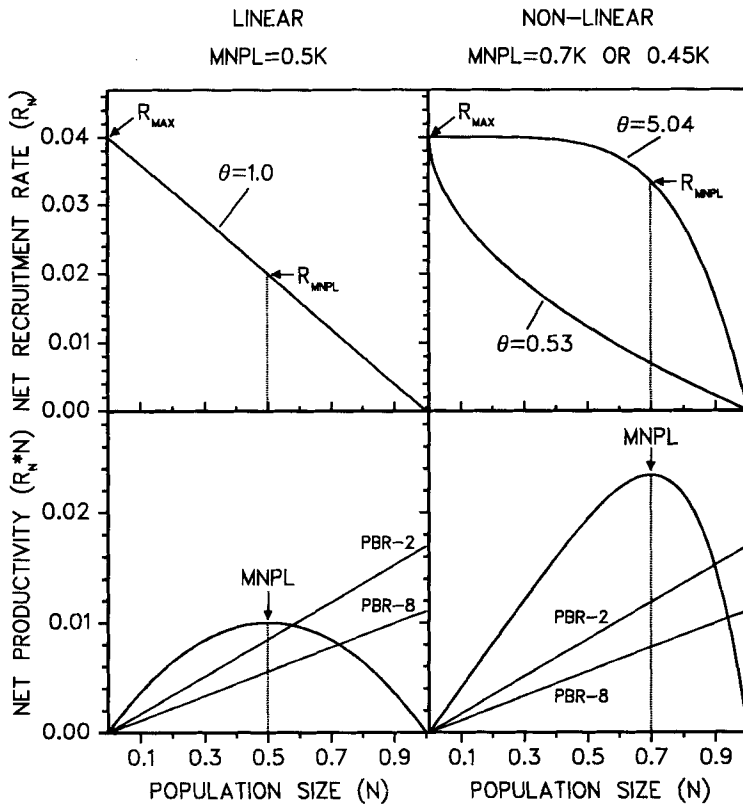 LINEAR
MNPL=0.5K
NON-LINEAR
MNPL=0.7K OR 0.45K
NET RECRUITMENT RATE (R_N)
0.04
0.03
0.02
0.01
0.00
R_MAX
θ=1.0
R_MNPL
R_MAX
θ=5.04
R_MNPL
θ=0.53
NET PRODUCTIVITY (R_N*N)
0.02
0.01
0.00
MNPL
PBR-2
PBR-8
MNPL
PBR-2
PBR-8
0.1 0.3 0.5 0.7 0.9
0.1 0.3 0.5 0.7 0.9
POPULATION SIZE (N)
POPULATION SIZE (N)